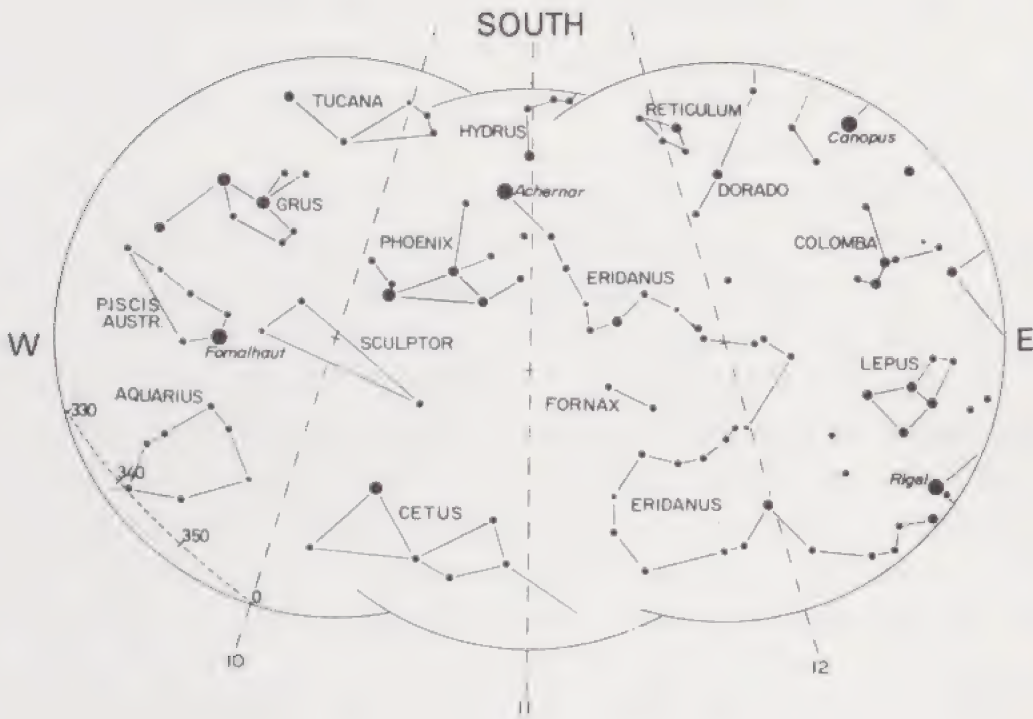 SOUTH
TUCANA
HYDRUS
RETICULUM
Canopus
Achernar
GRUS
DORADO
PHOENIX
COLOMBA
ERIDANUS
PISCIS
AUSTR.
W
Fomalhaut
SCULPTOR
E
LEPUS
AQUARIUS
FORNAX
330
340
Rigel
CETUS
ERIDANUS
350
0
10
12
11